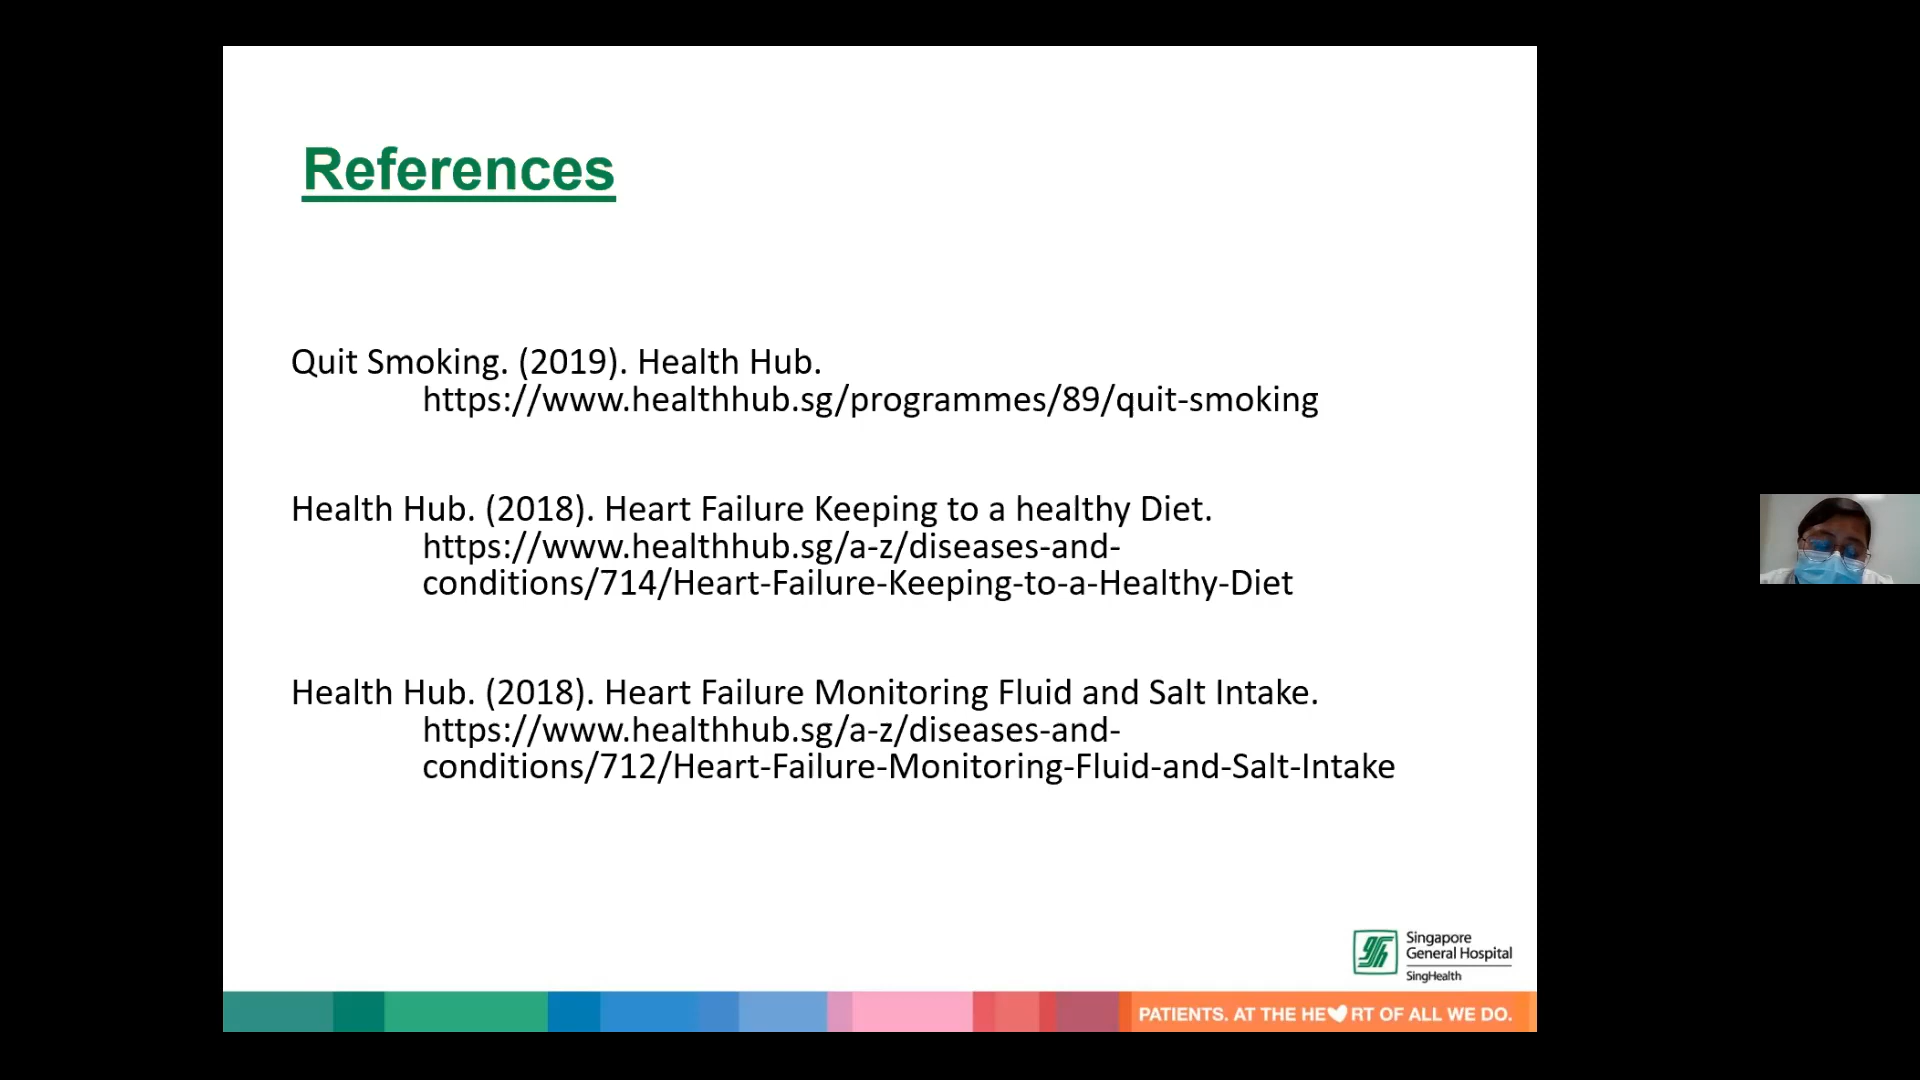 References
Quit Smoking. (2019). Health Hub.
https://www.healthhub.sg/programmes/89/quit-smoking
Health Hub. (2018). Heart Failure Keeping to a healthy Diet.
https://www.healthhub.sg/a-z/diseases-and-
conditions/714/Heart-Failure-Keeping-to-a-Healthy-Diet
Health Hub. (2018). Heart Failure Monitoring Fluid and Salt Intake.
https://www.healthhub.sg/a-z/diseases-and-
conditions/712/Heart-Failure-Monitoring-Fluid-and-Salt-Intake
Singapore
General Hospital
SingHealth
PATIENTS. AT THE HE♥RT OF ALL WE DO.